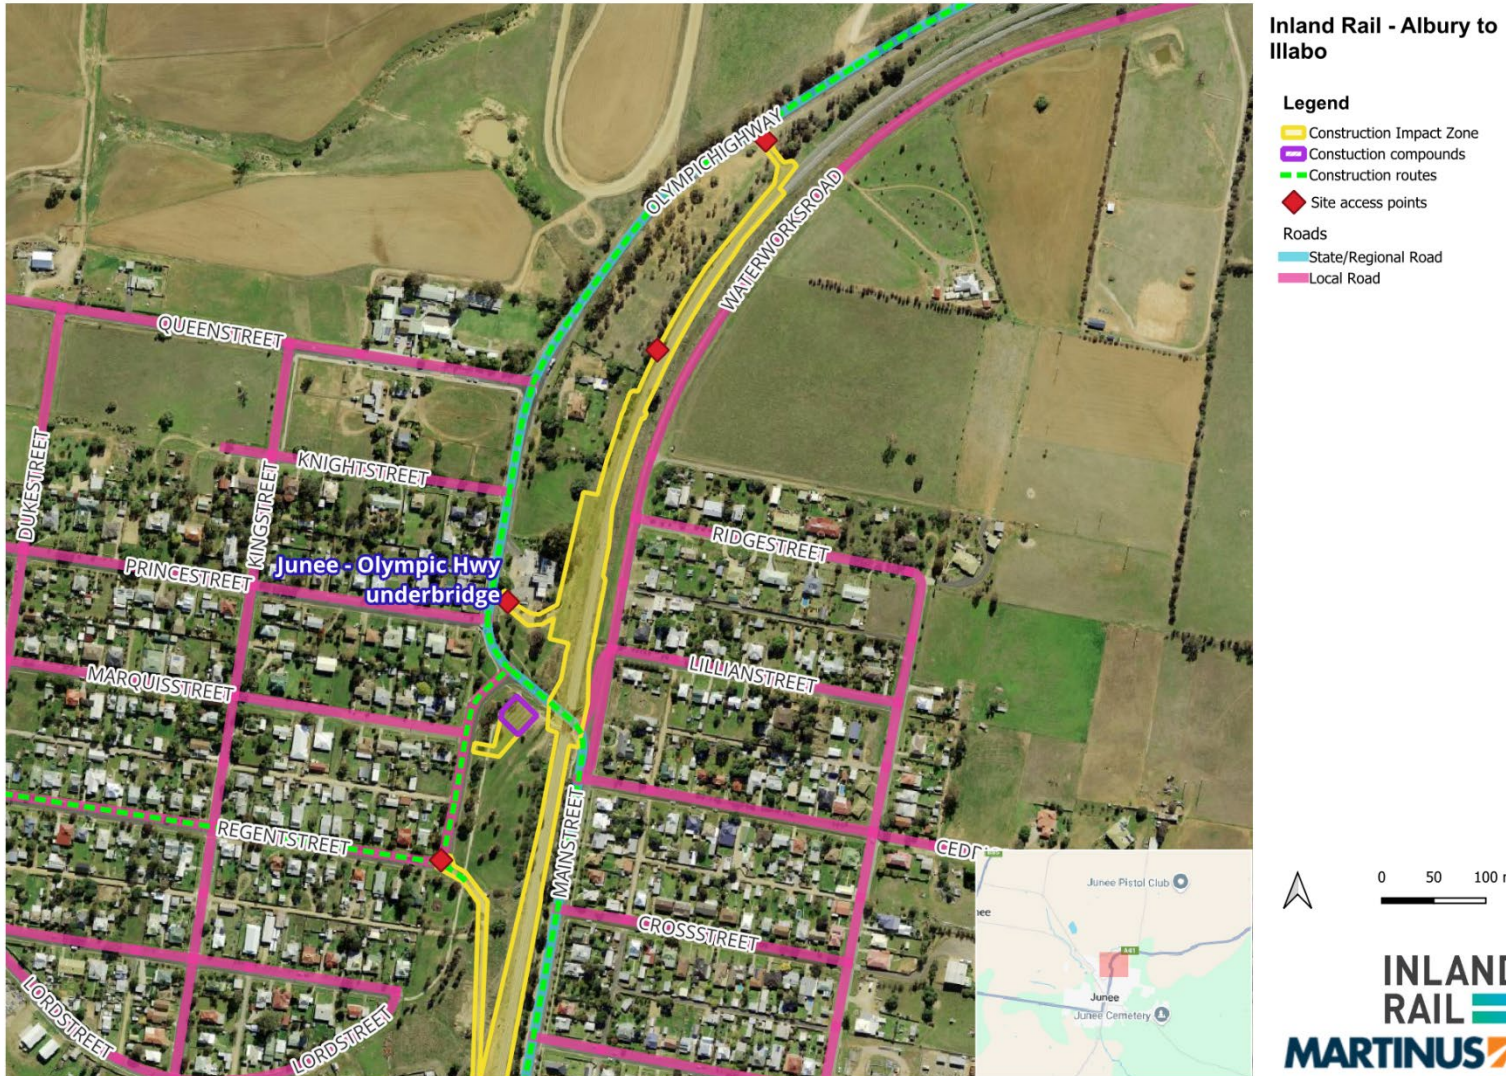 Inland Rail - Albury to
Illabo
Legend
Construction Impact Zone
Constuction compounds
Construction routes
Site access points
Roads
State/Regional Road
Local Road
OLYMPICHIGHWAY
WATERWORKSROAD
QUEENSTREET
KNIGHTSTREET
DUKESTREET
KINGSTREET
RIDGESTREET
Junee - Olympic Hwy
underbridge
PRINCESTREET
LILLIANSTREET
MARQUISSTREET
REGENTSTREET
MAINSTREET
CROSSSTREET
LORDSTREET
LORDSTREET
Junee Pistol Club
A41
Junee
Junee Cemetery
0 50 100
INLAND
RAIL
MARTINUS